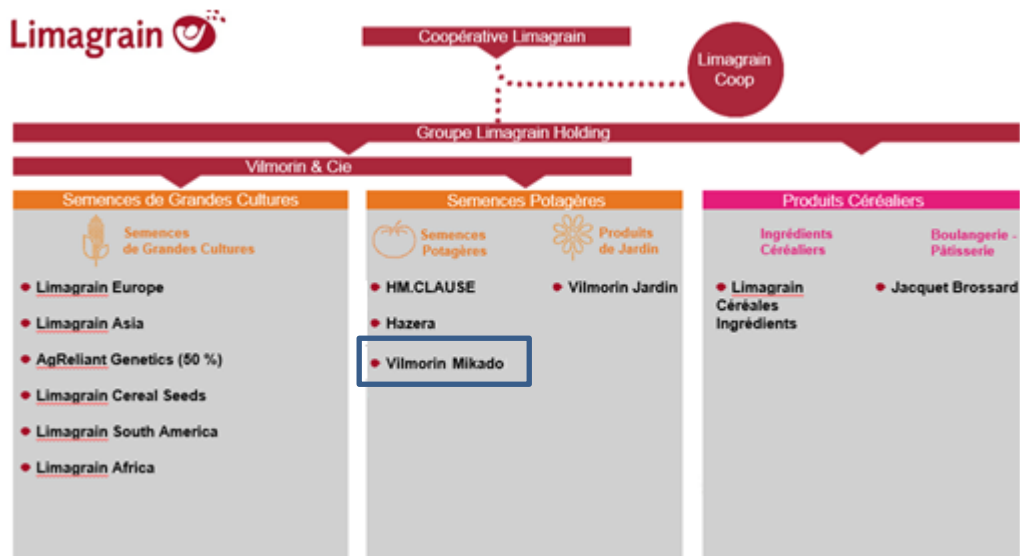 Limagrain
Coopérative Limagrain
Limagrain
Coop
Groupe Limagrain Holding
Vilmorin & Cie
Semences de Grandes Cultures
Semences
de Grandes Cultures
Limagrain Europe
Limagrain Asia
AgReliant Genetics (50 %)
Limagrain Cereal Seeds
Limagrain South America
Limagrain Africa
Semences Potagères
Semences
Potagères
HM.CLAUSE
Hazera
Vilmorin Mikado
Produits
de Jardin
Vilmorin Jardin
Produits Céréaliers
Ingrédients
Céréaliers
Limagrain
Céréales
Ingrédients
Boulangerie -
Pâtisserie
Jacquet Brossard